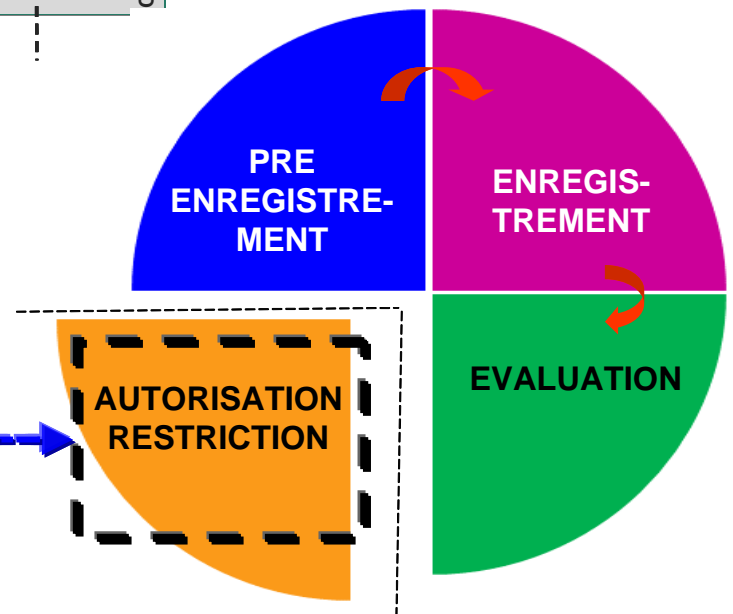 PRE
ENREGISTRE-
MENT
ENREGIS-
TREMENT
AUTORISATION
RESTRICTION
EVALUATION